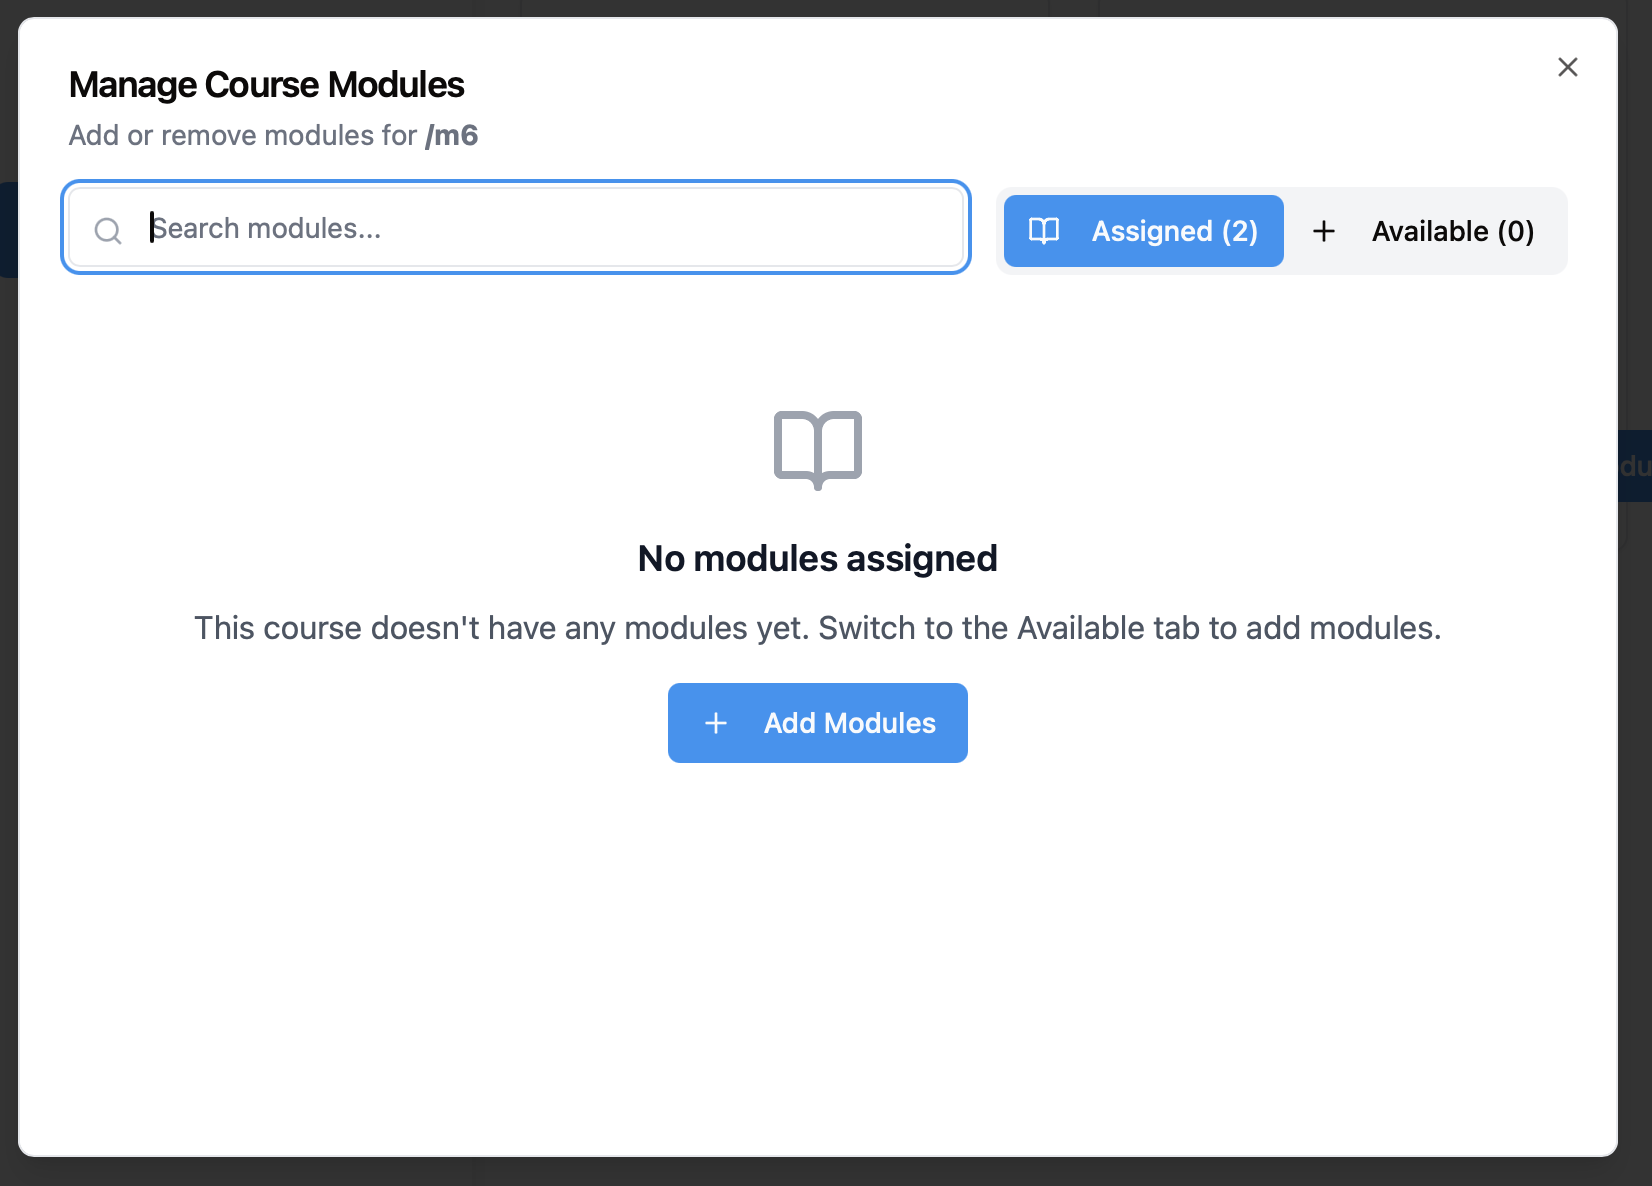 Manage Course Modules
Add or remove modules for /m6
Search modules...
Assigned (2)
Available (0)
No modules assigned
This course doesn't have any modules yet. Switch to the Available tab to add modules.
Add Modules
du